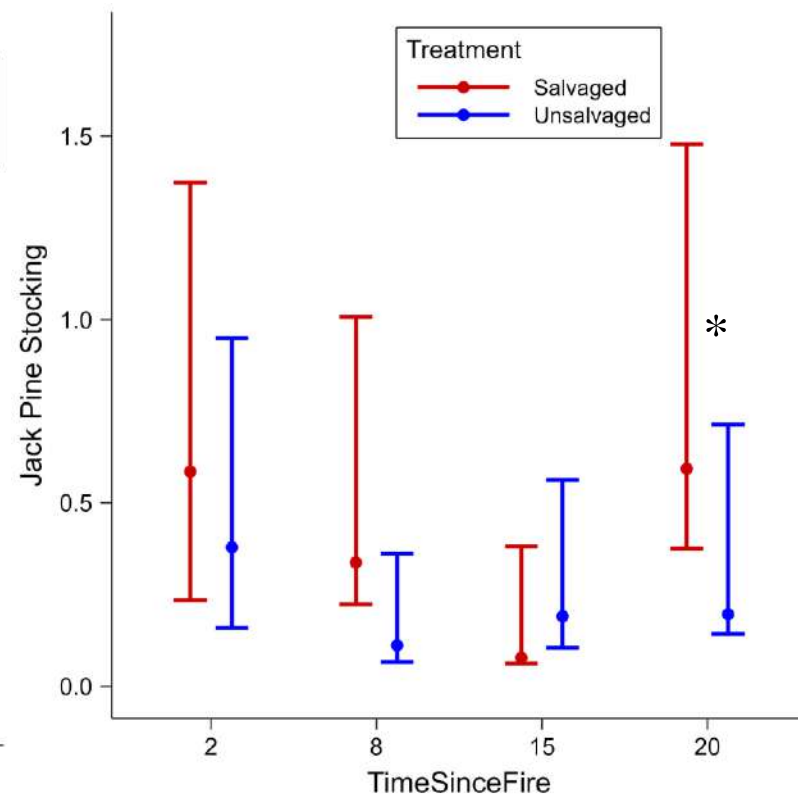 Treatment
Salvaged
Unsalvaged
1.5
1.0
*
0.5
0.0
2 8 15 20
TimeSinceFire
Jack Pine Stocking